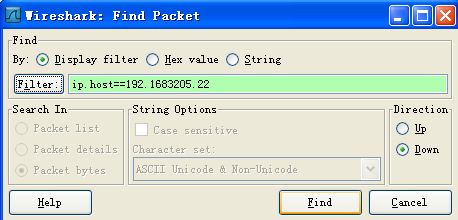 Wireshark: Find Packet
Find
By: Display filter Hex value String
Filter: ip.host==192.1683205.22
Search In String Options Direction
Packet list Case sensitive Up
Packet details Character set: Down
Packet bytes ASCII Unicode & Non-Unicode
Help Find Cancel